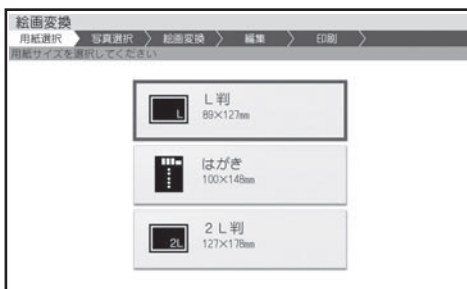 絵画変換
用紙選択 写真選択 絵画変換 編集 印刷
用紙サイズを選択してください
L判
L
89×127mm
はがき
100×148mm
2L判
2L
127×178mm